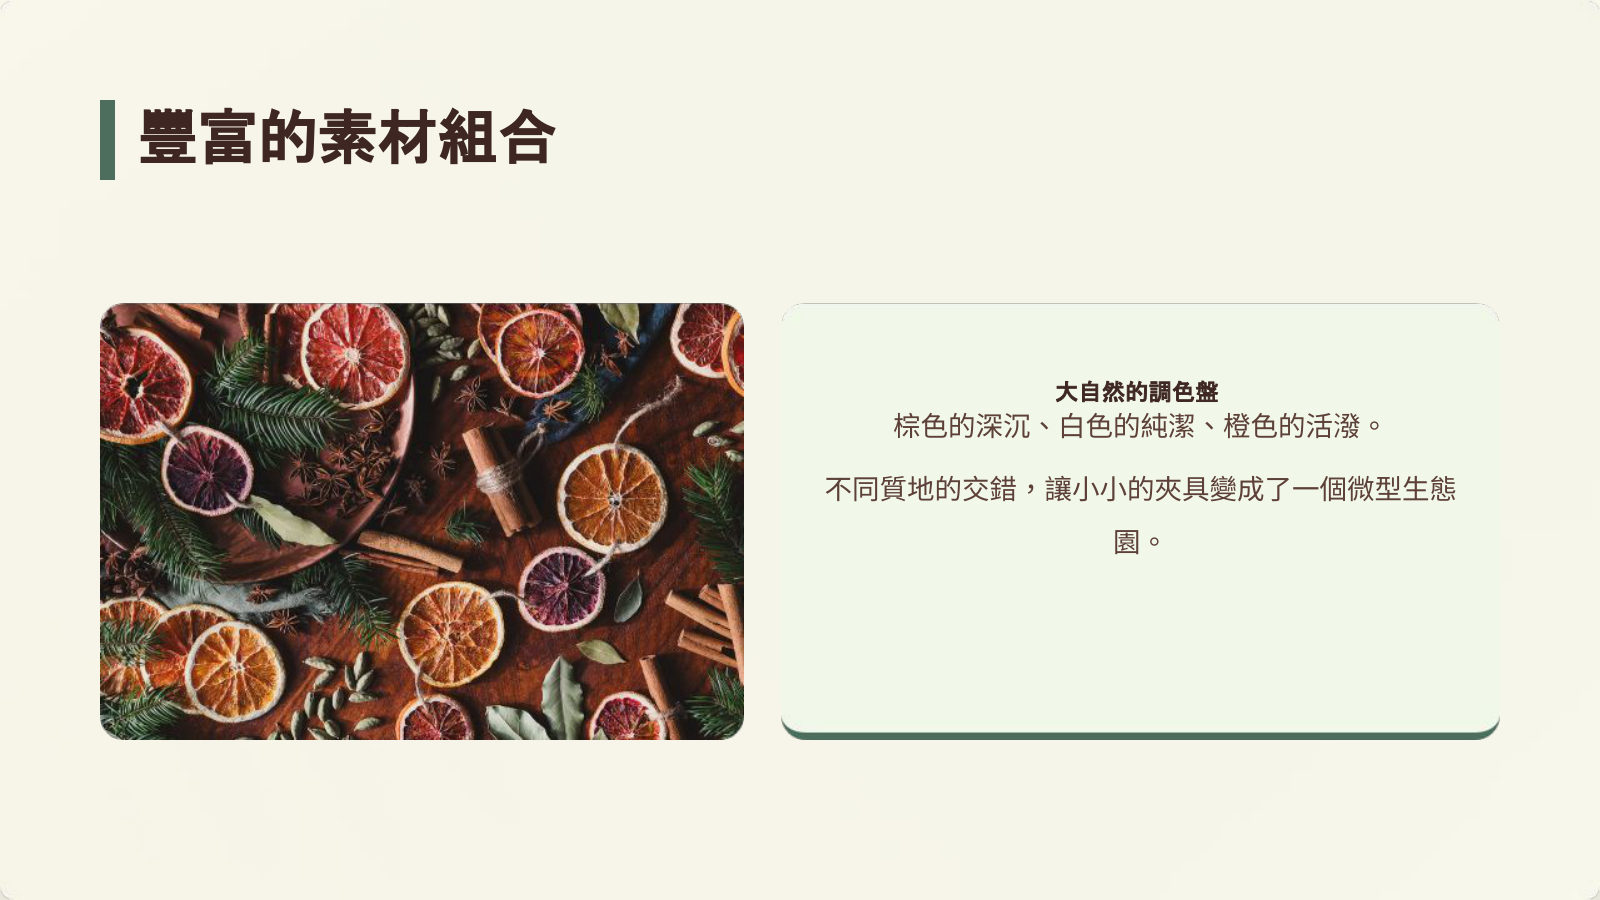 豐富的素材組合
大自然的調色盤
棕色的深沉、白色的純潔、橙色的活潑。
不同質地的交錯，讓小小的夾具變成了一個微型生態
園。